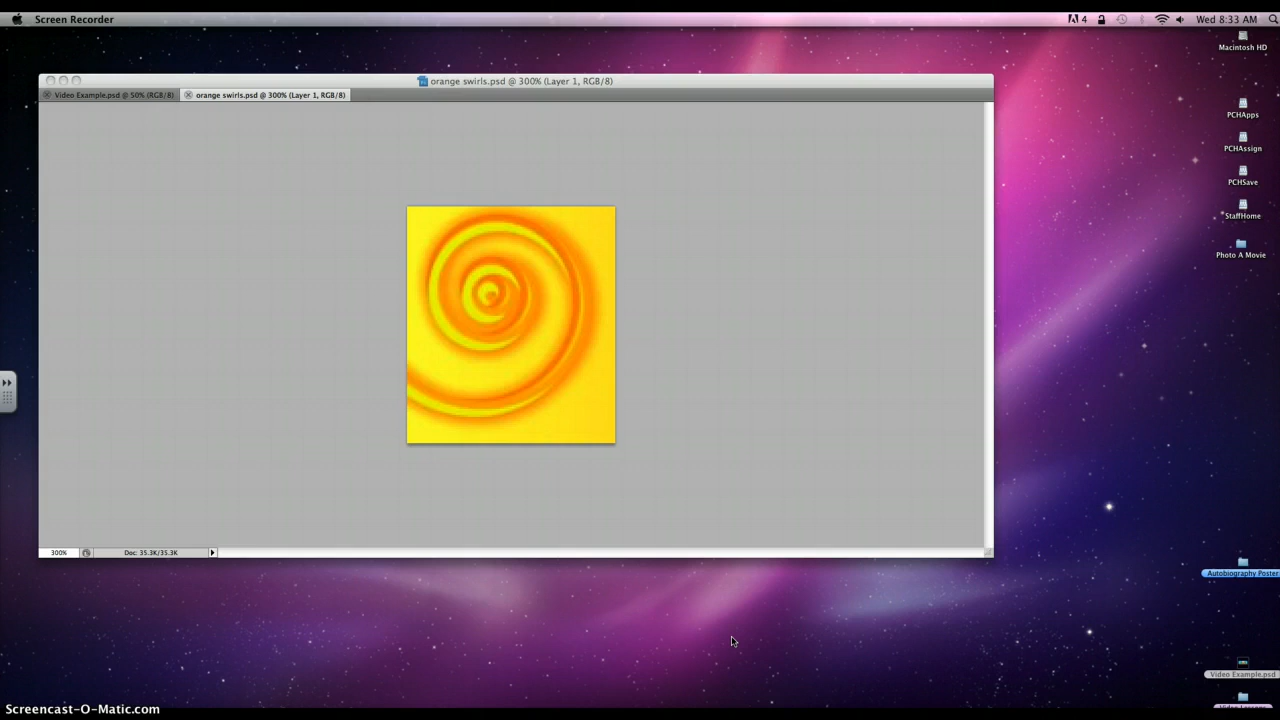 Screen Recorder
4
Wed 8:33 AM
Macintosh HD
orange swirls.psd @ 300% (Layer 1, RGB/8)
Video Example.psd @ 50% (RGB/8)
orange swirls.psd @ 300% (Layer 1, RGB/8)
PCHApps
PCHAssign
PCHSave
StaffHome
Photo A Movie
300%
Doc: 35.3K/35.3K
Autobiography Poster
Video Example.psd
Screencast-O-Matic.com